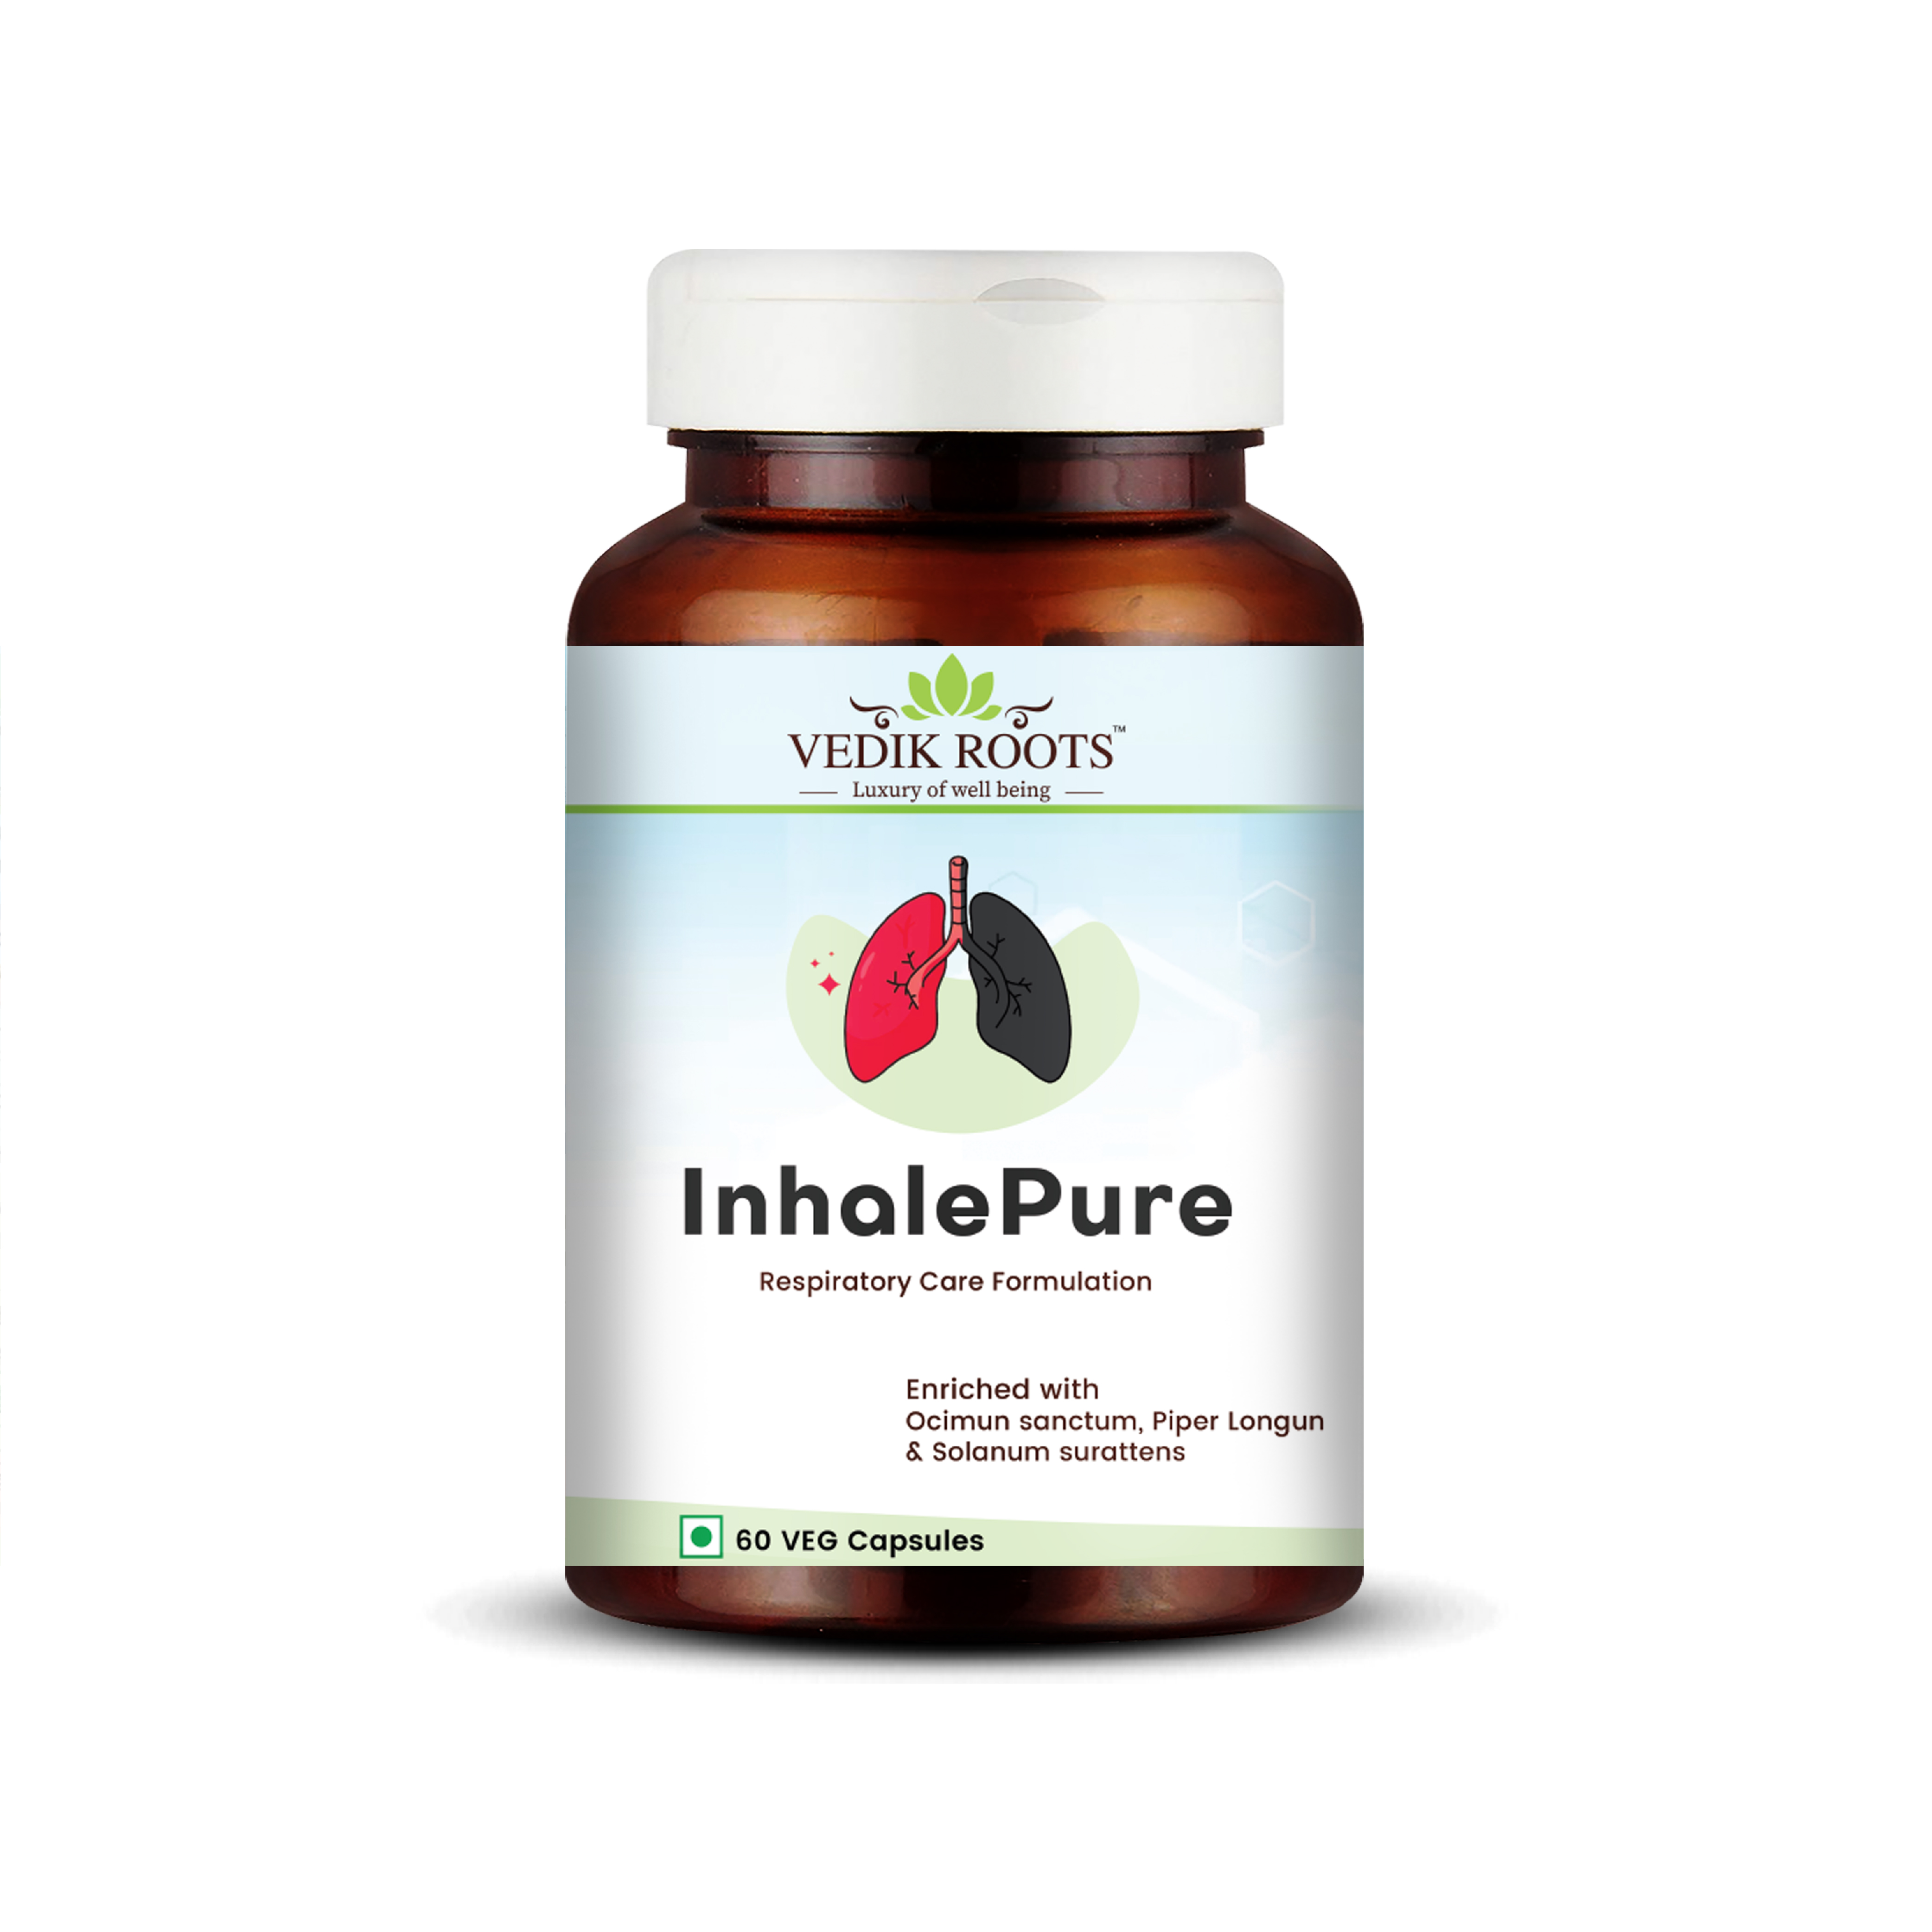 VEDIK ROOTS™
Luxury of well being
InhalePure
Respiratory Care Formulation
Enriched with
Ocimun sanctum, Piper Longun
& Solanum surattens
60 VEG Capsules